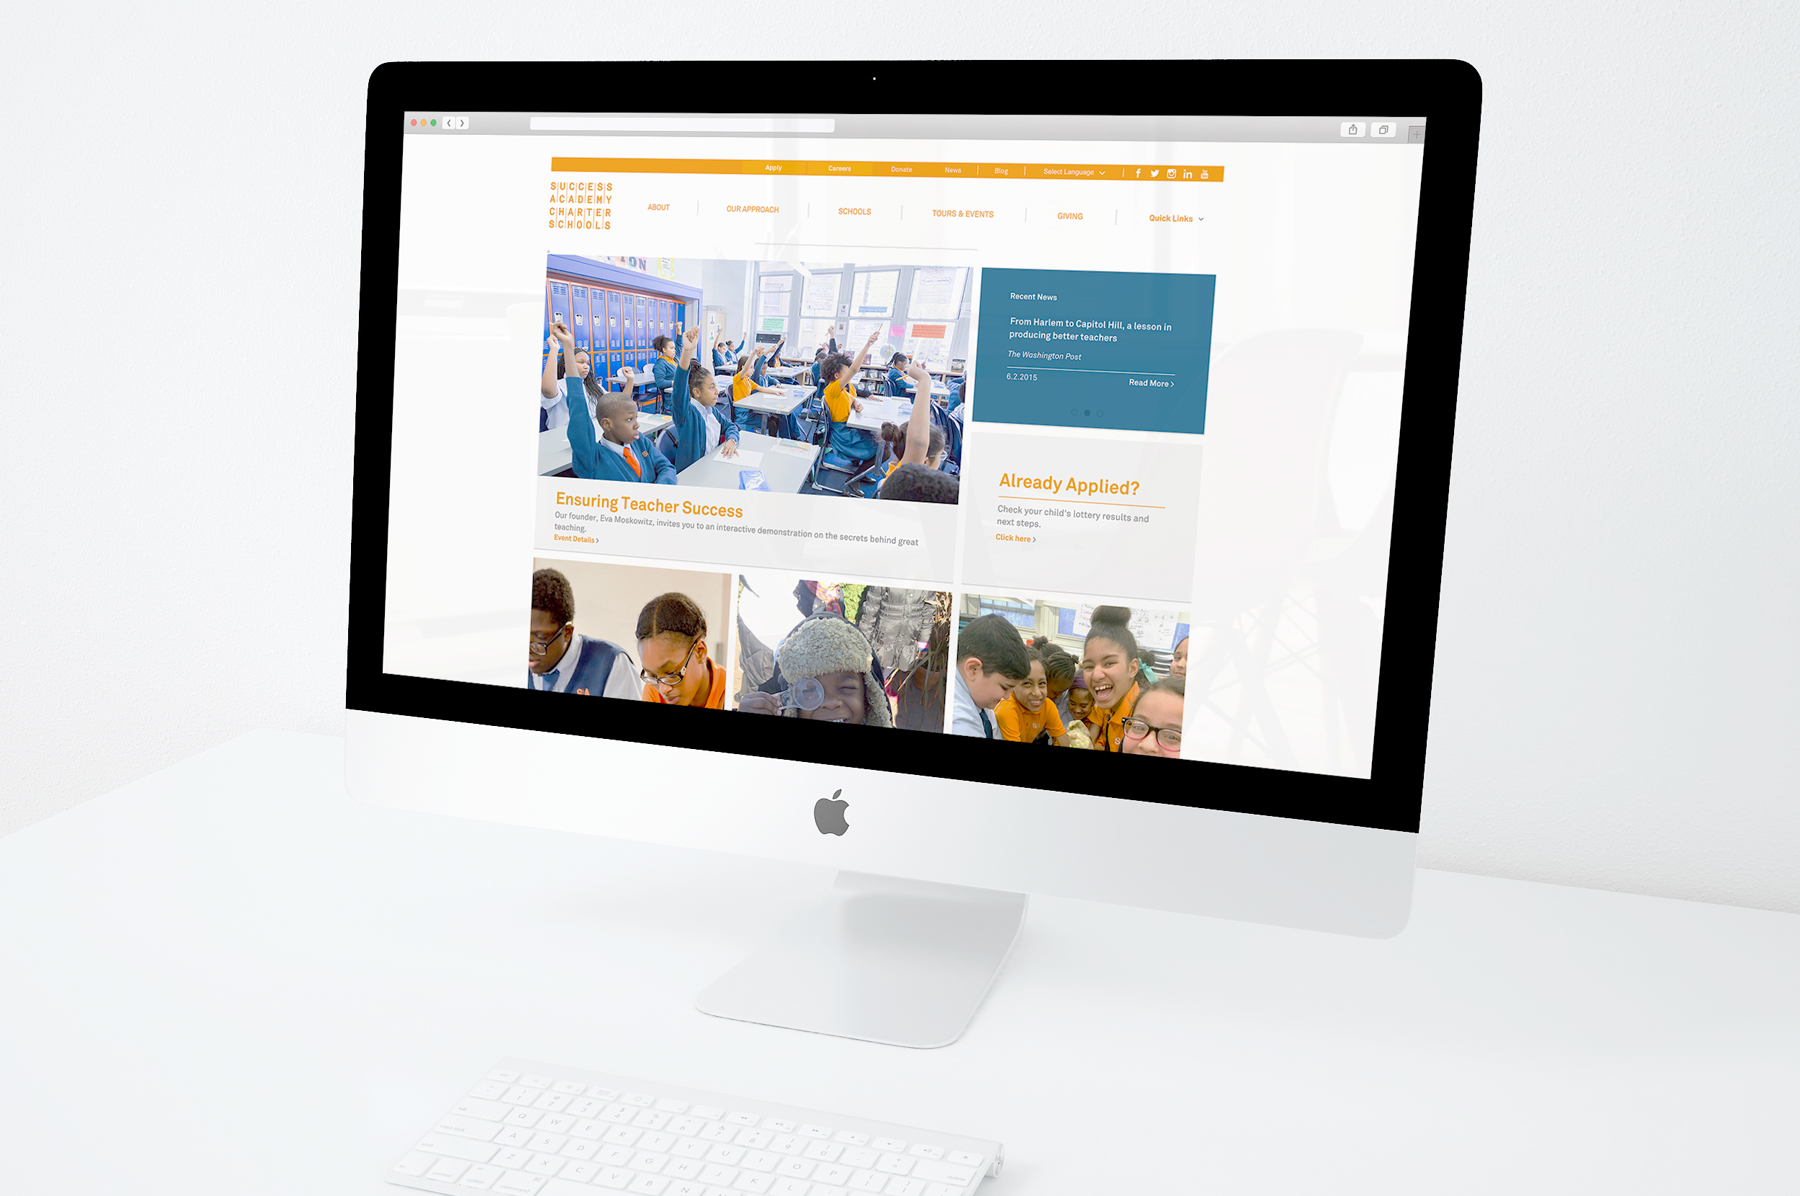 Apply
Careers
Donate
News
Blog
Select Language
SUCCESS
ACADEMY
CHARTER
SCHOOLS
ABOUT
OUR APPROACH
SCHOOLS
TOURS & EVENTS
GIVING
Quick Links
Recent News
From Harlem to Capitol Hill, a lesson in
producing better teachers
The Washington Post
6.2.2015
Read More >
Ensuring Teacher Success
Our founder, Eva Moskowitz, invites you to an interactive demonstration on the secrets behind great
teaching.
Event Details >
Already Applied?
Check your child's lottery results and
next steps.
Click here >
SA
Q W E R T Y U I O P
A S D F G H J K L
Z X C V B N M